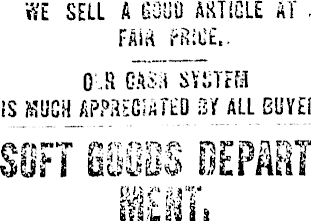 WE SELL A GOOD ARTICLE AT
FAIR PRICE.
OUR CASH SYSTEM
IS MUCH APPRECIATED BY ALL
SOFT GOODS DEPART
MENT.